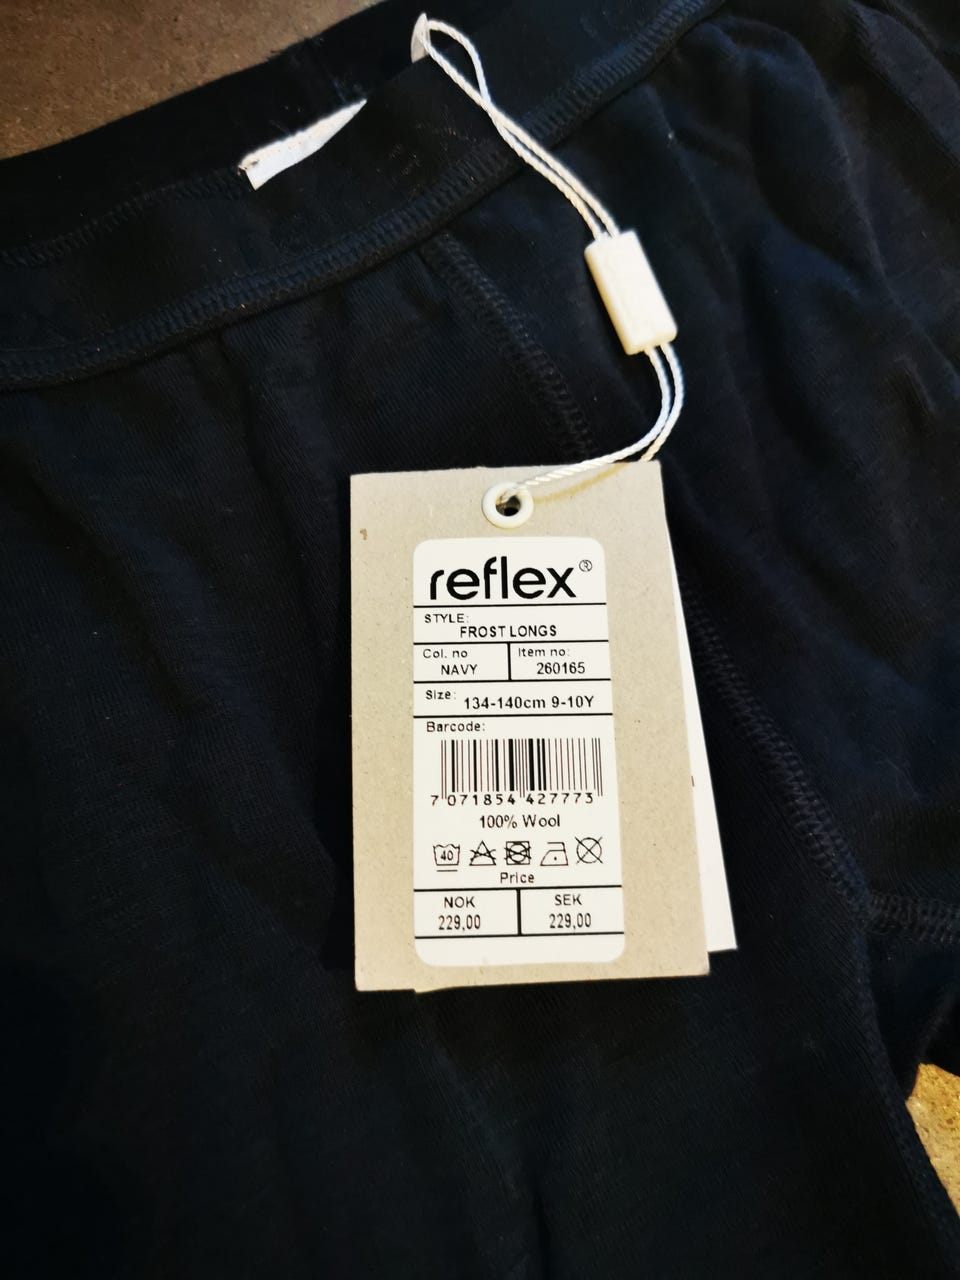 reflex®
STYLE:
FROST LONGS
Col. no Item no:
NAVY 260165
Size: 134-140cm 9-10Y
Barcode:
7 071854 427773
100% Wool
40
Price
NOK SEK
229,00 229,00